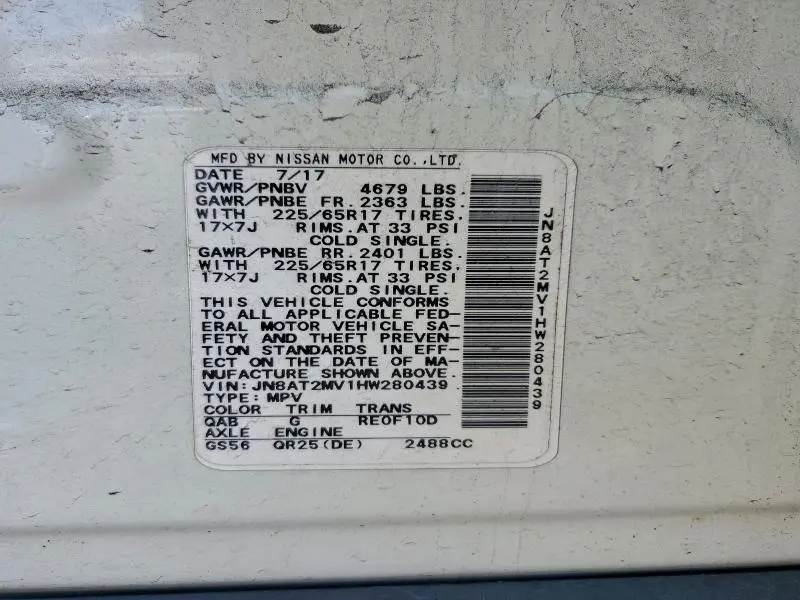 MFD BY NISSAN MOTOR CO.,LTD.
DATE 7/17
GVWR/PNBV 4679 LBS.
GAWR/PNBE FR. 2363 LBS.
WITH 225/65R17 TIRES.
17×7J RIMS.AT 33 PSI
COLD SINGLE.
GAWR/PNBE RR. 2401 LBS.
WITH 225/65R17 TIRES.
17×7J RIMS.AT 33 PSI
COLD SINGLE.
THIS VEHICLE CONFORMS
TO ALL APPLICABLE FED-
ERAL MOTOR VEHICLE SA-
FETY AND THEFT PREVEN-
TION STANDARDS IN EFF-
ECT ON THE DATE OF MA-
NUFACTURE SHOWN ABOVE.
VIN: JN8AT2MV1HW280439
TYPE: MPV
COLOR TRIM TRANS
QAB G RE0F10D
AXLE ENGINE
GS56 QR25(DE) 2488CC
JN8AT2MV1HW280439